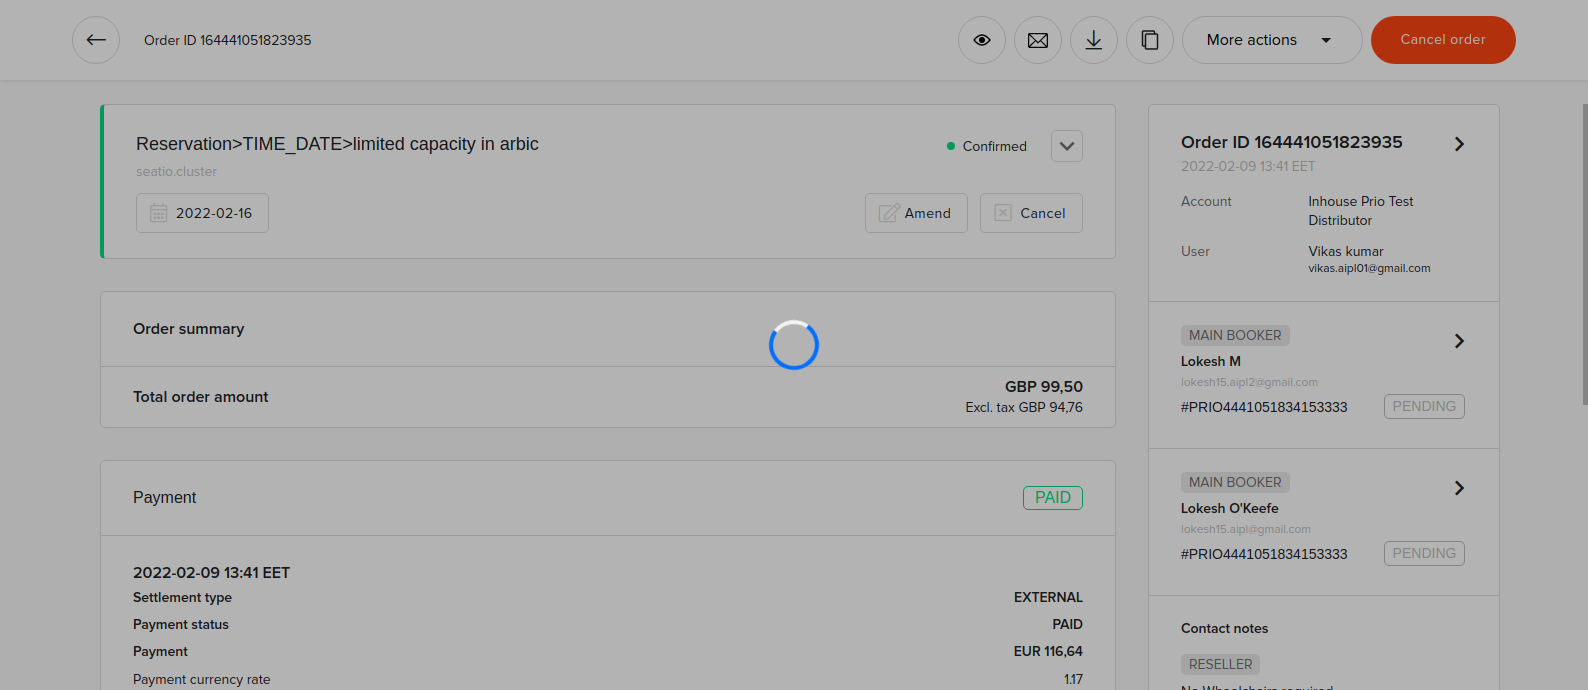 Order ID 164441051823935
More actions
Cancel order
Reservation>TIME_DATE>limited capacity in arbic
Confirmed
seatio.cluster
2022-02-16
Amend
Cancel
Order summary
Total order amount
GBP 99,50
Excl. tax GBP 94,76
Payment
PAID
2022-02-09 13:41 EET
Settlement type
EXTERNAL
Payment status
PAID
Payment
EUR 116,64
Payment currency rate
1.17
Order ID 164441051823935
2022-02-09 13:41 EET
Account
Inhouse Prio Test
Distributor
User
Vikas kumar
vikas.aipl01@gmail.com
MAIN BOOKER
Lokesh M
lokesh15.aipl2@gmail.com
#PRIO4441051834153333
PENDING
MAIN BOOKER
Lokesh O'Keefe
lokesh15.aipl@gmail.com
#PRIO4441051834153333
PENDING
Contact notes
RESELLER
No Wheelchairs required